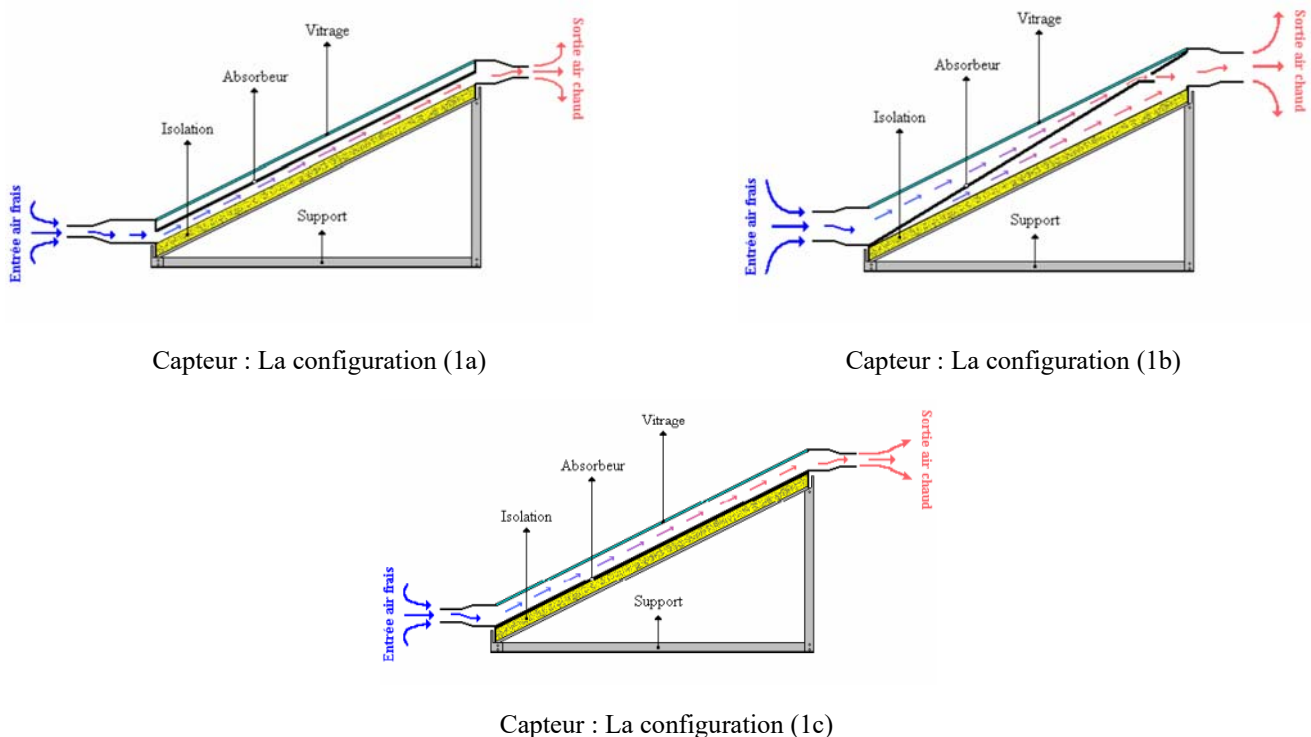 Vitrage
Absorbeur
Isolation
Support
Entrée air frais
Sortie air chaud
Capteur : La configuration (1a)
Vitrage
Absorbeur
Isolation
Support
Entrée air frais
Sortie air chaud
Capteur : La configuration (1b)
Vitrage
Absorbeur
Isolation
Support
Entrée air frais
Sortie air chaud
Capteur : La configuration (1c)